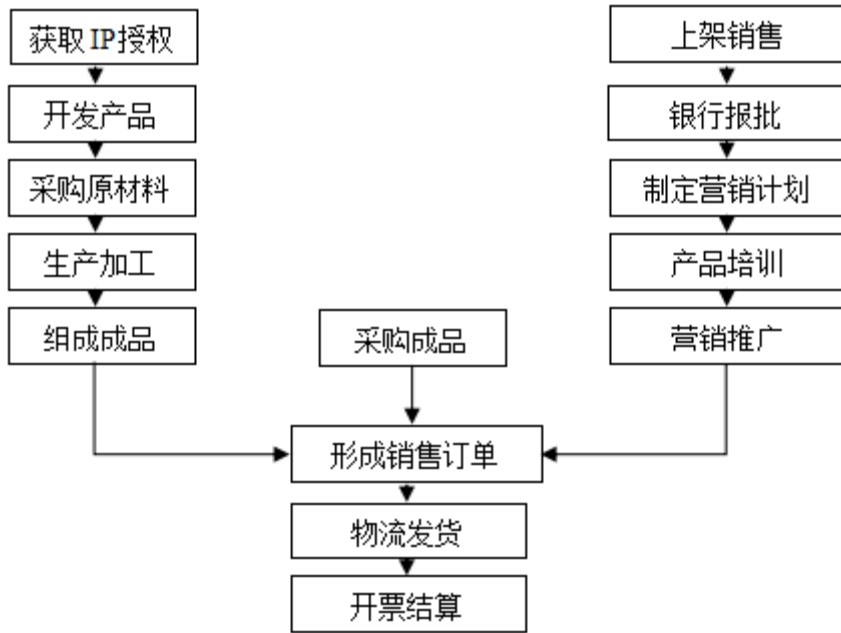 获取 IP授权
开发产品
采购原材料
生产加工
组成成品
采购成品
上架销售
银行报批
制定营销计划
产品培训
营销推广
形成销售订单
物流发货
开票结算